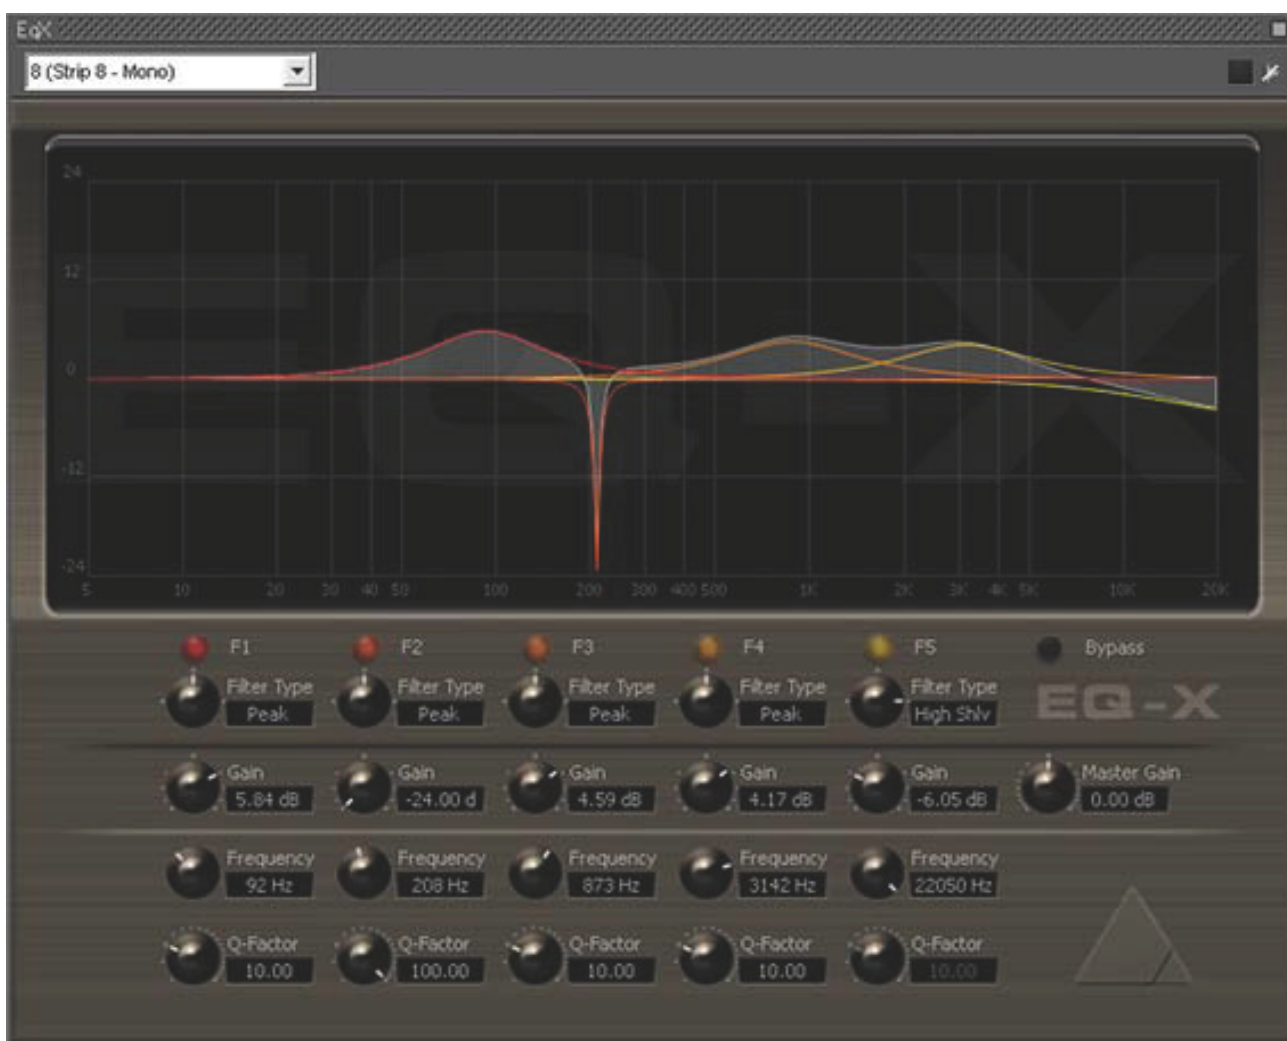 EqX
8 (Strip 8 - Mono)
EQ-X
24
12
0
-12
-24
5 10 20 30 40 50 100 200 300 400 500 1K 2K 3K 4K 5K 10K 20K
F1 F2 F3 F4 F5 Bypass
Filter Type Filter Type Filter Type Filter Type Filter Type
Peak Peak Peak Peak High Shlv
EQ-X
Gain Gain Gain Gain Gain Master Gain
5.84 dB -24.00 d 4.59 dB 4.17 dB -6.05 dB 0.00 dB
Frequency Frequency Frequency Frequency Frequency
92 Hz 208 Hz 873 Hz 3142 Hz 22050 Hz
Q-Factor Q-Factor Q-Factor Q-Factor Q-Factor
10.00 100.00 10.00 10.00 10.00